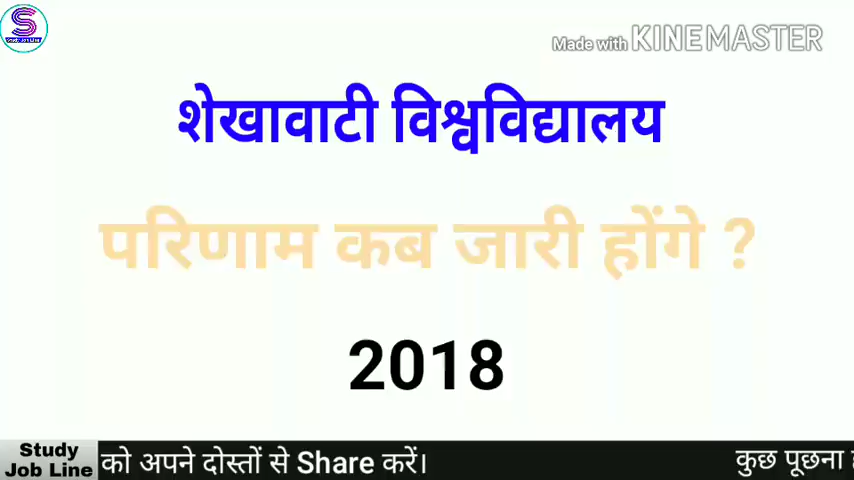 Made with KINEMASTER
शेखावाटी विश्वविद्यालय
परिणाम कब जारी होंगे ?
2018
Study
Job Line
को अपने दोस्तों से Share करें।
कुछ पूछना